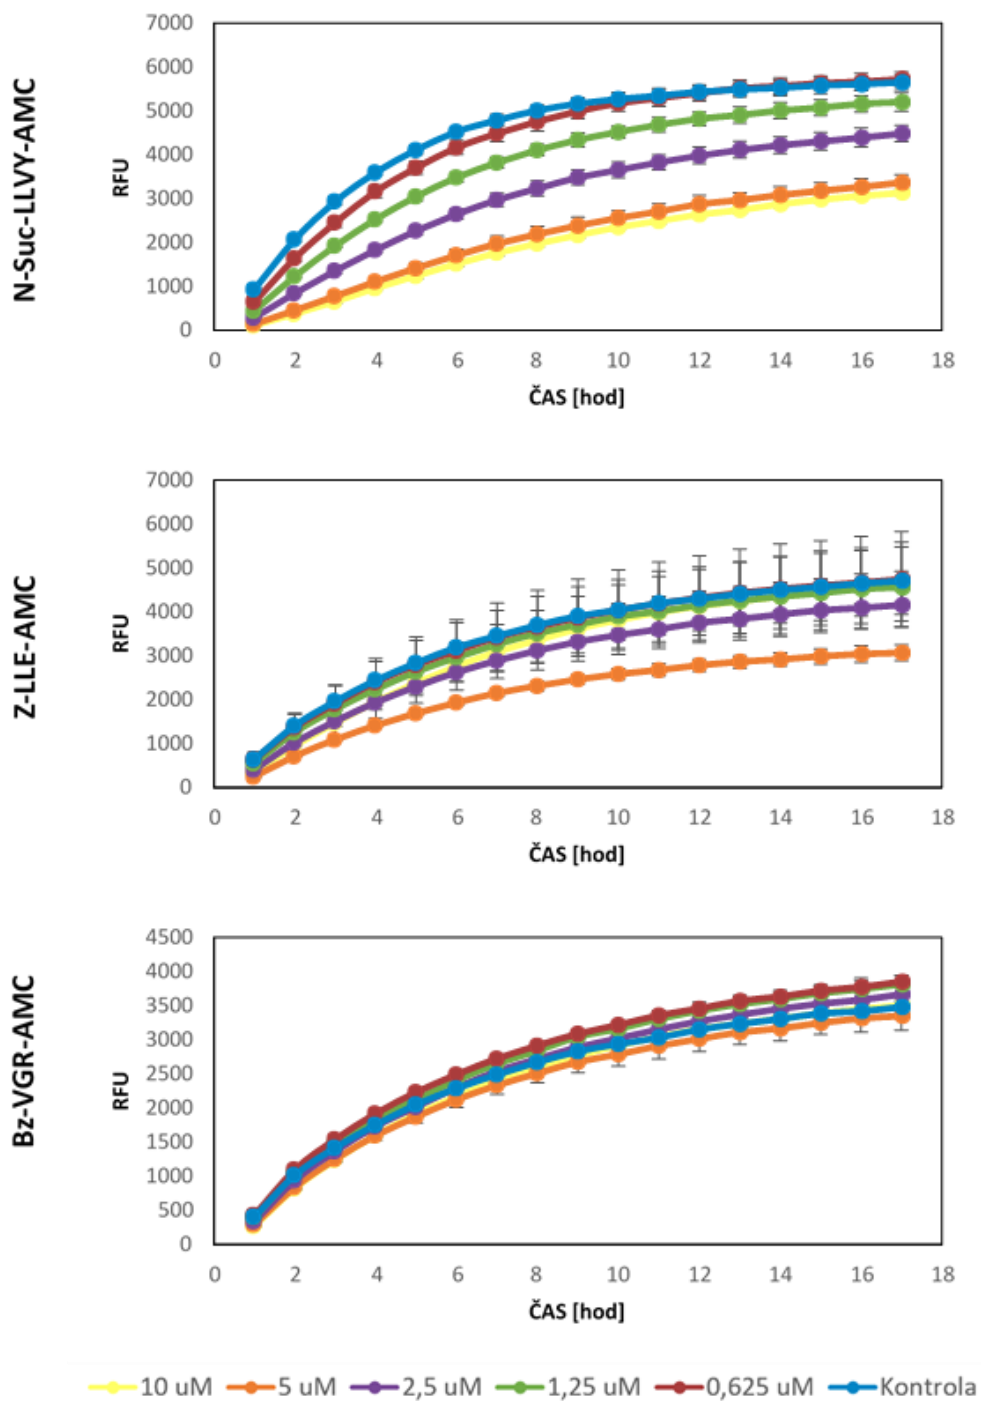 N-Suc-LLVY-AMC
RFU
7000
6000
5000
4000
3000
2000
1000
0
0 2 4 6 8 10 12 14 16 18
ČAS [hod]
Z-LLE-AMC
RFU
7000
6000
5000
4000
3000
2000
1000
0
0 2 4 6 8 10 12 14 16 18
ČAS [hod]
Bz-VGR-AMC
RFU
4500
4000
3500
3000
2500
2000
1500
1000
500
0
0 2 4 6 8 10 12 14 16 18
ČAS [hod]
10 uM 5 uM 2,5 uM 1,25 uM 0,625 uM Kontrola